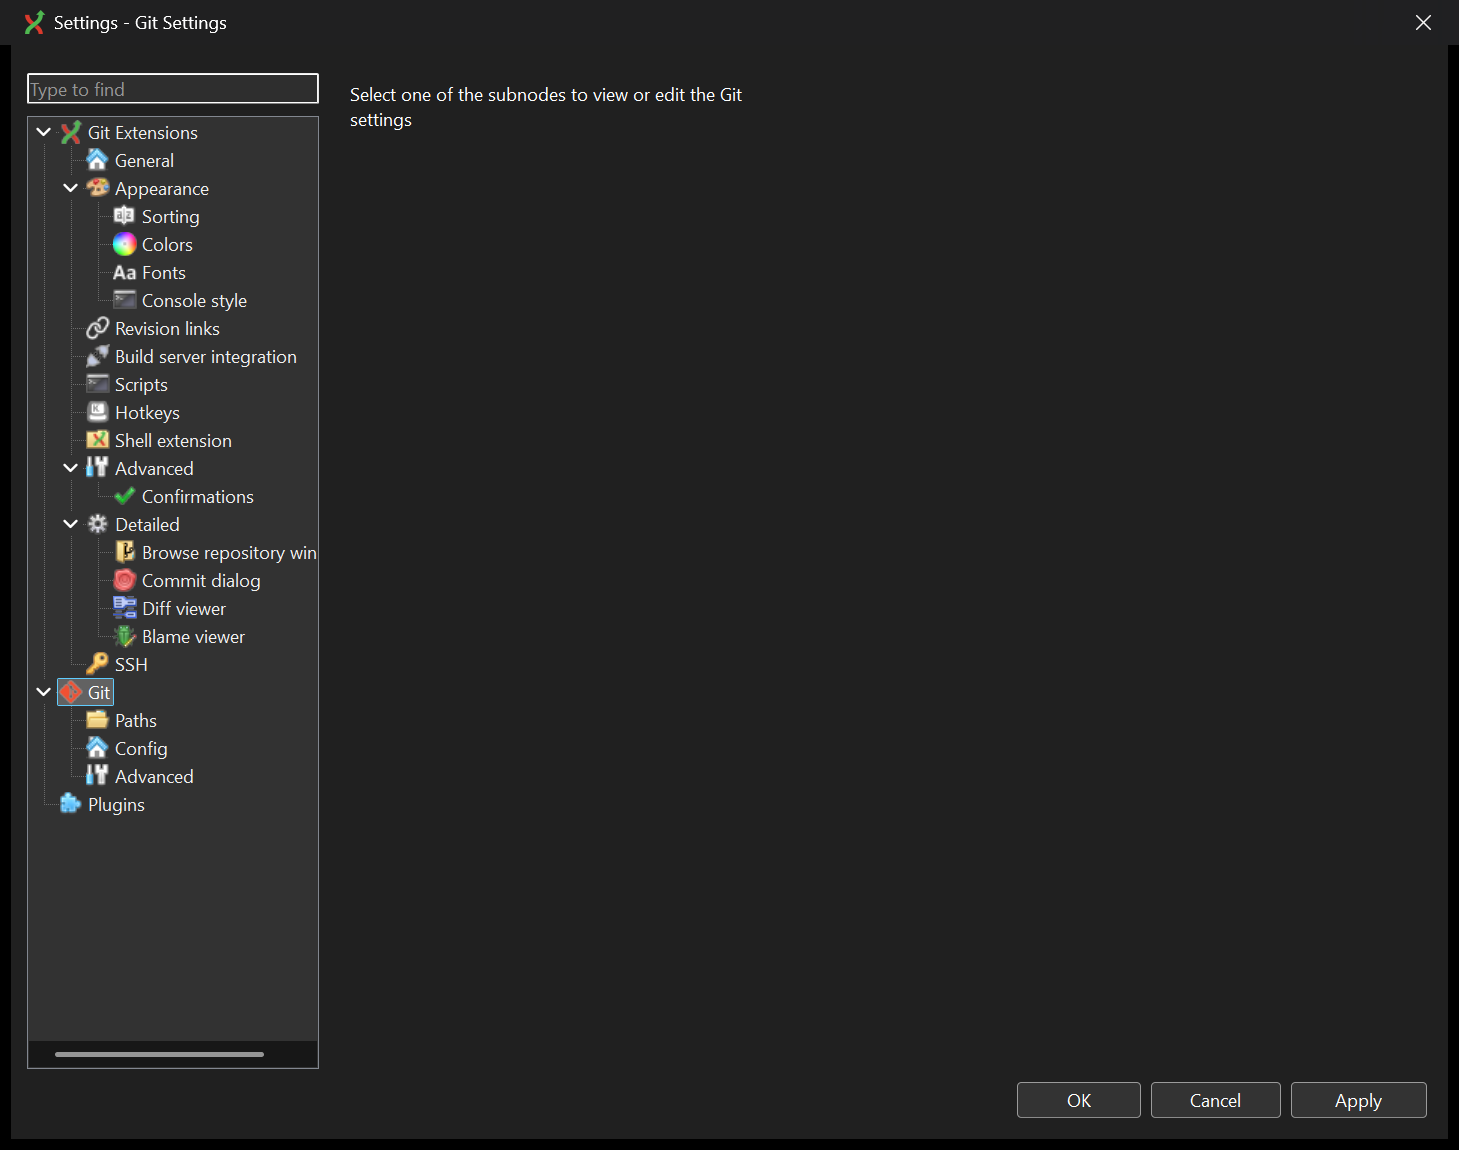 Settings - Git Settings
Type to find
Select one of the subnodes to view or edit the Git
settings
Git Extensions
General
Appearance
Sorting
Colors
Aa Fonts
Console style
Revision links
Build server integration
Scripts
Hotkeys
Shell extension
Advanced
Confirmations
Detailed
Browse repository win
Commit dialog
Diff viewer
Blame viewer
SSH
Git
Paths
Config
Advanced
Plugins
OK
Cancel
Apply